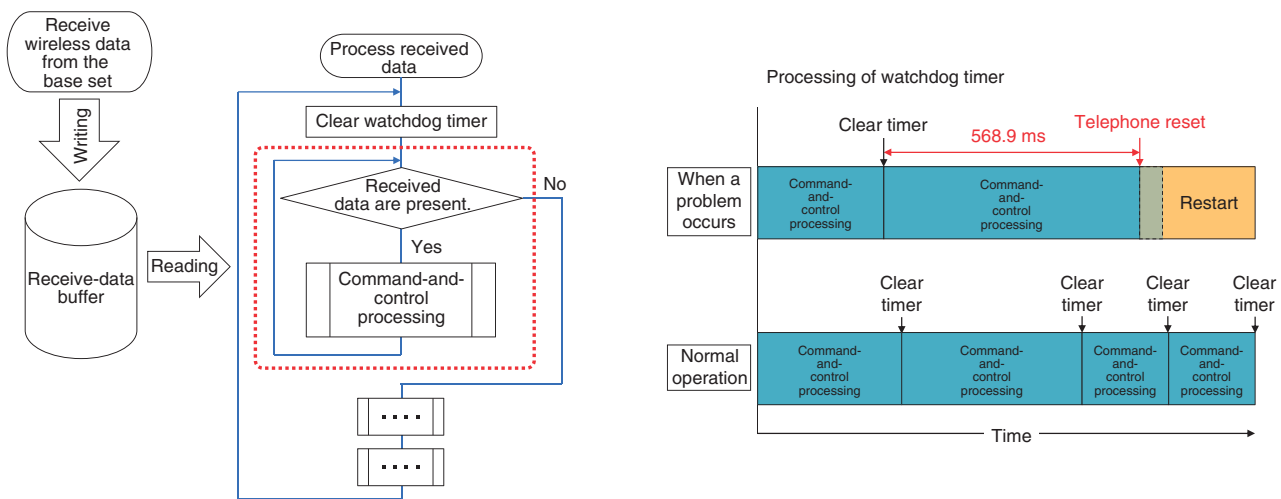 Receive
wireless data
from the
base set
Writing
Receive-data
buffer
Reading
Process received
data
Clear watchdog timer
Received
data are present.
No
Yes
Command-and-
control
processing
····
····
Processing of watchdog timer
Clear timer
568.9 ms
Telephone reset
When a
problem
occurs
Command-
and-
control
processing
Command-
and-
control
processing
Restart
Clear
timer
Clear
timer
Clear
timer
Clear
timer
Normal
operation
Command-
and-
control
processing
Command-
and-
control
processing
Command-
and-
control
processing
Command-
and-
control
processing
Time